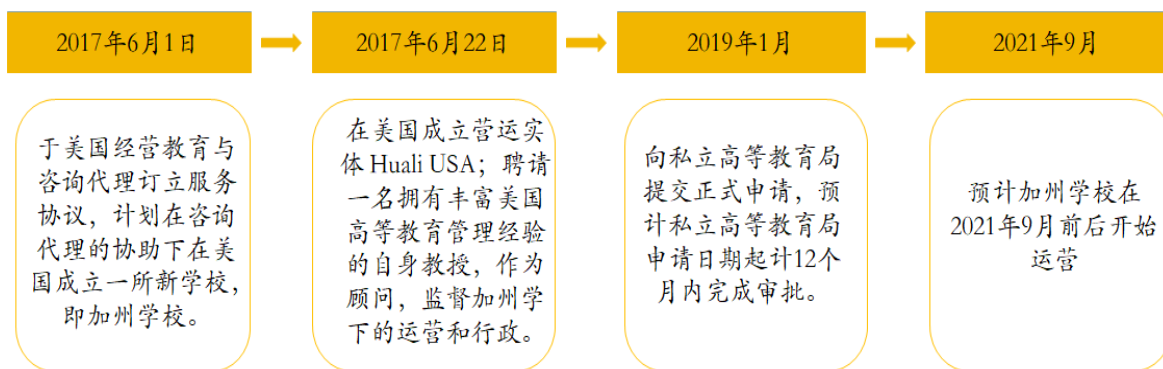 2017年6月1日
2017年6月22日
2019年1月
2021年9月
于美国经营教育与
咨询代理订立服务
协议，计划在咨询
代理的协助下在美
国成立一所新学校，
即加州学校。
在美国成立营运实
体 Huali USA；聘请
一名拥有丰富美国
高等教育管理经验
的自身教授，作为
顾问，监督加州学
下的运营和行政。
向私立高等教育局
提交正式申请，预
计私立高等教育局
申请日期起计12个
月内完成审批。
预计加州学校在
2021年9月前后开始
运营